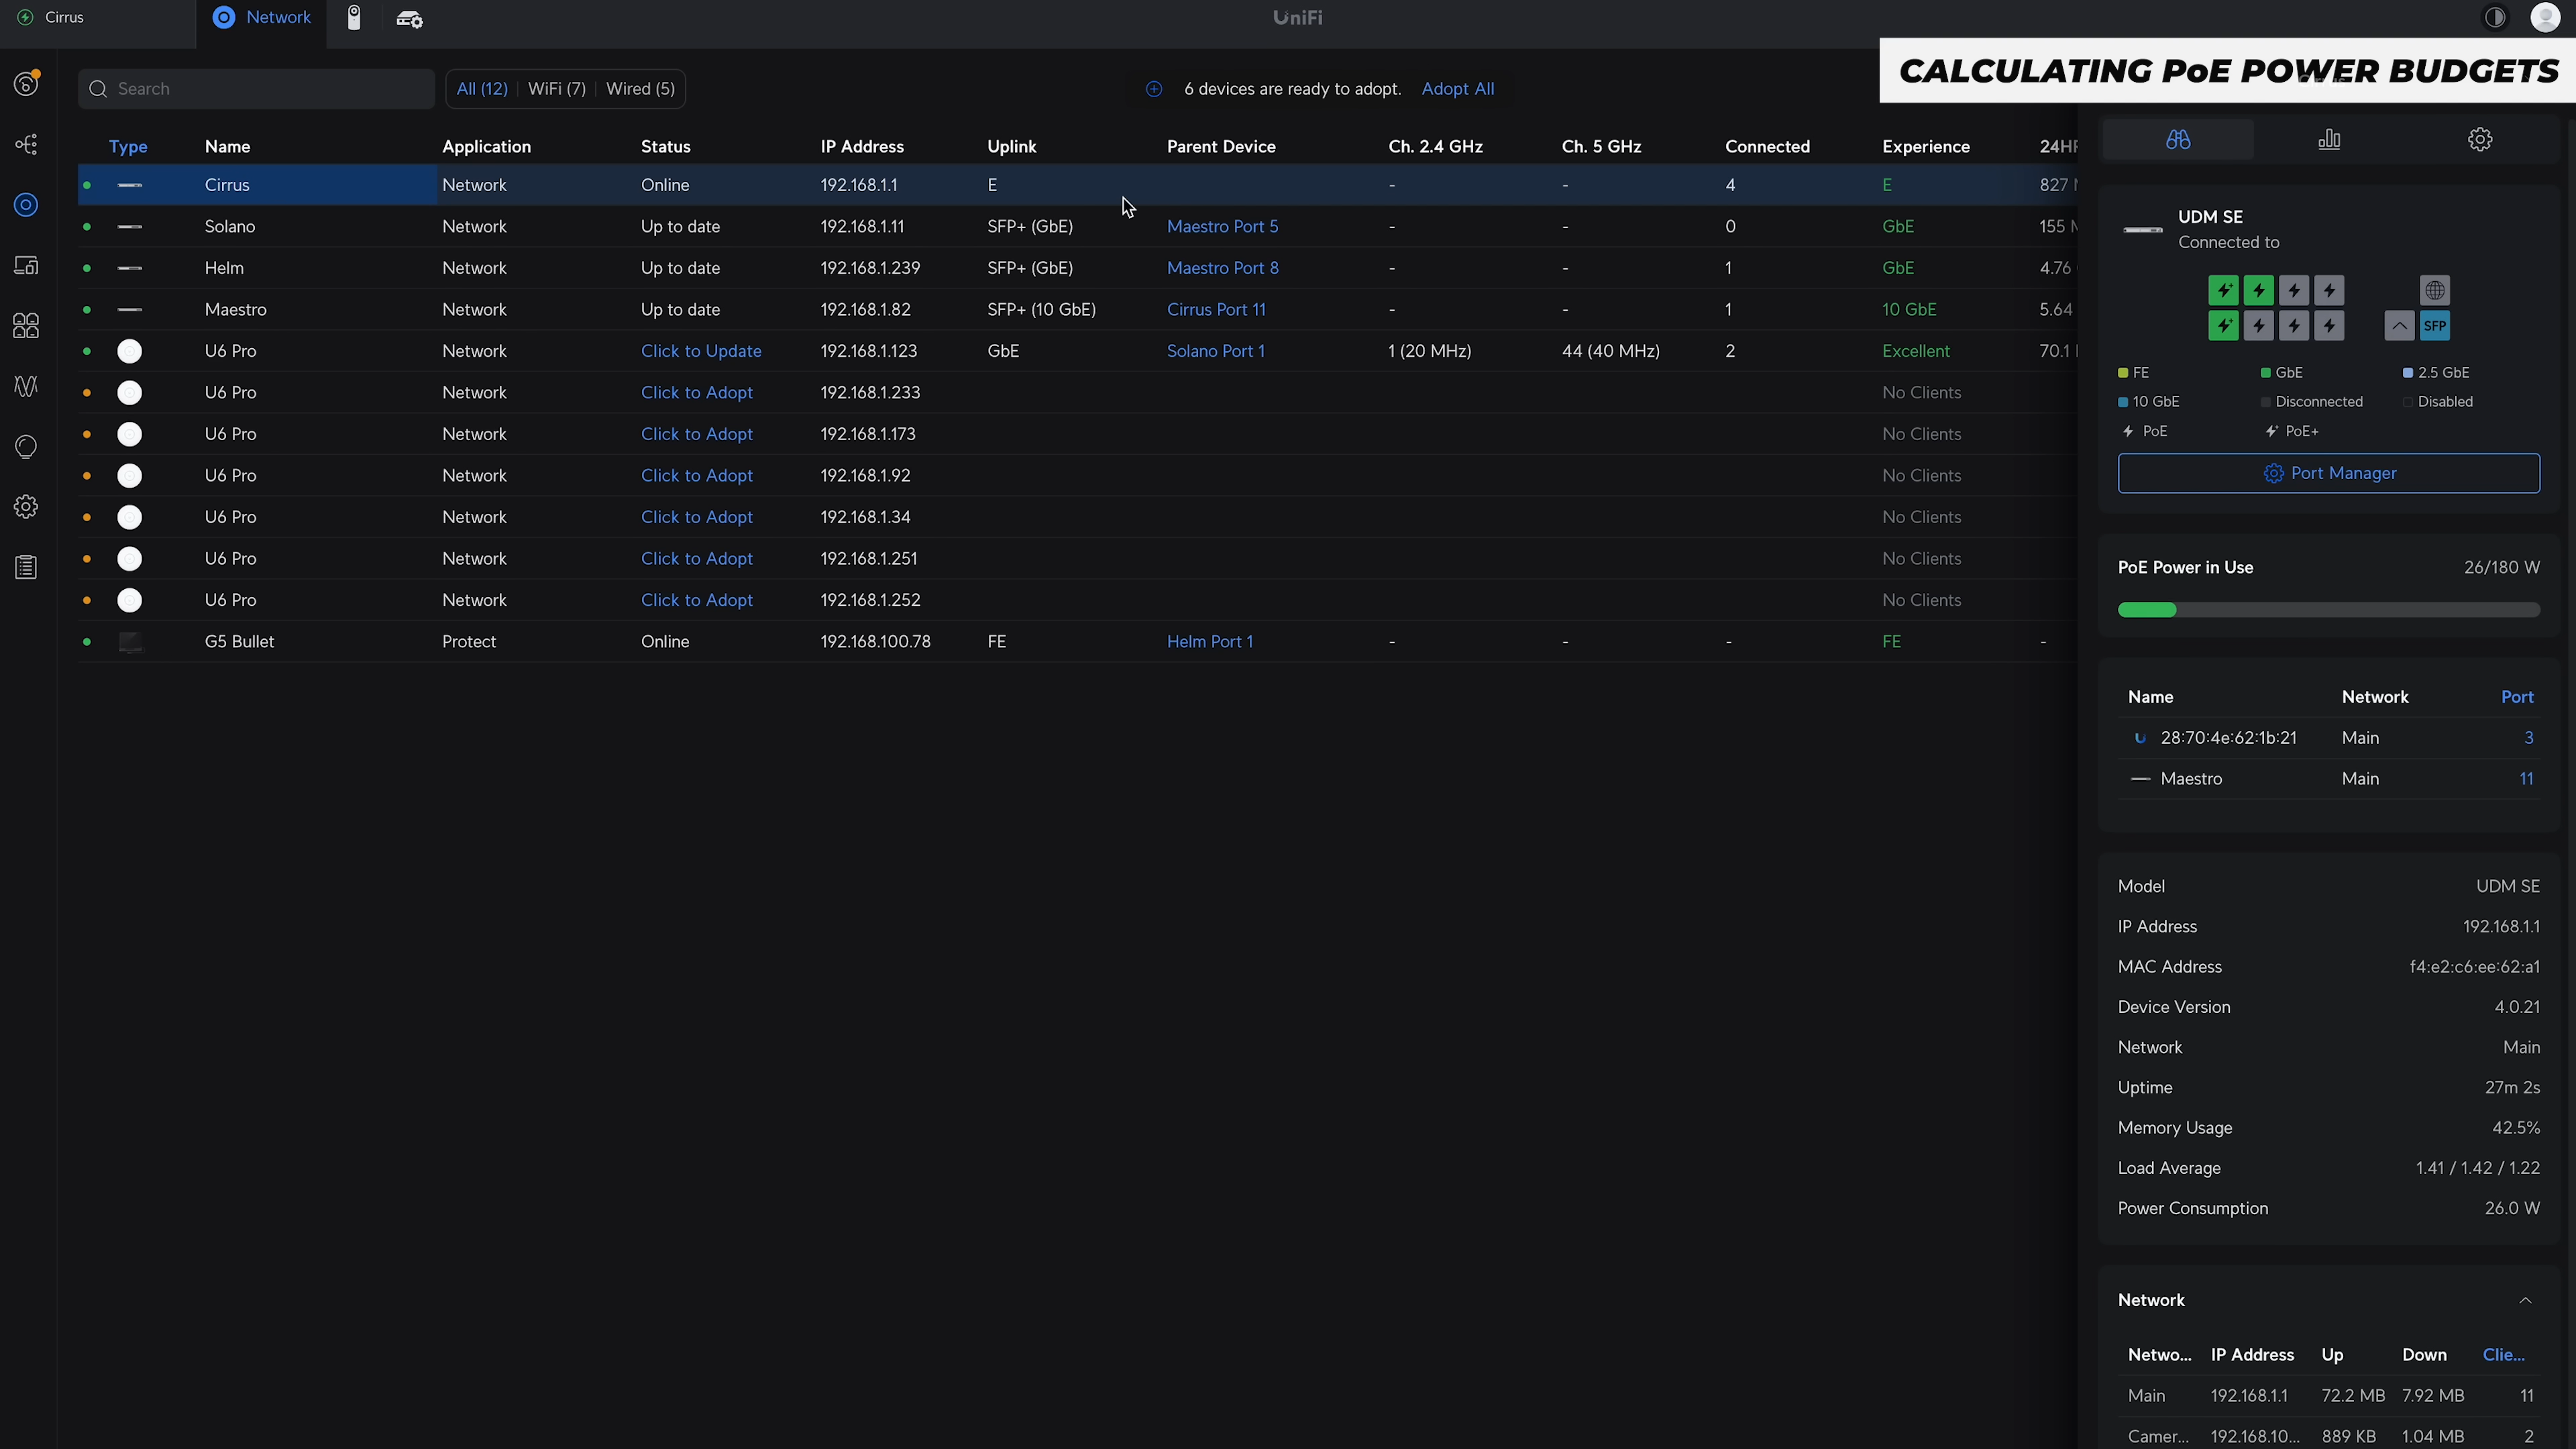 Cirrus
Network
UniFi
CALCULATING PoE POWER BUDGETS
Search
All (12) WiFi (7) Wired (5)
6 devices are ready to adopt. Adopt All
Type Name Application Status IP Address Uplink Parent Device Ch. 2.4 GHz Ch. 5 GHz Connected Experience
Cirrus Network Online 192.168.1.1 E - - 4 E 827
Solano Network Up to date 192.168.1.11 SFP+ (GbE) Maestro Port 5 - - 0 GbE 155
Helm Network Up to date 192.168.1.239 SFP+ (GbE) Maestro Port 8 - - 1 GbE 4.76
Maestro Network Up to date 192.168.1.82 SFP+ (10 GbE) Cirrus Port 11 - - 1 10 GbE 5.64
U6 Pro Network Click to Update 192.168.1.123 GbE Solano Port 1 1 (20 MHz) 44 (40 MHz) 2 Excellent 70.1
U6 Pro Network Click to Adopt 192.168.1.233 No Clients
U6 Pro Network Click to Adopt 192.168.1.173 No Clients
U6 Pro Network Click to Adopt 192.168.1.92 No Clients
U6 Pro Network Click to Adopt 192.168.1.34 No Clients
U6 Pro Network Click to Adopt 192.168.1.251 No Clients
U6 Pro Network Click to Adopt 192.168.1.252 No Clients
G5 Bullet Protect Online 192.168.100.78 FE Helm Port 1 - - - FE -
UDM SE
Connected to
SFP
FE GbE 2.5 GbE
10 GbE Disconnected Disabled
PoE PoE+
Port Manager
PoE Power in Use 26/180 W
Name Network Port
28:70:4e:62:1b:21 Main 3
Maestro Main 11
Model UDM SE
IP Address 192.168.1.1
MAC Address f4:e2:c6:ee:62:a1
Device Version 4.0.21
Network Main
Uptime 27m 2s
Memory Usage 42.5%
Load Average 1.41 / 1.42 / 1.22
Power Consumption 26.0 W
Network
Netwo... IP Address Up Down Clie...
Main 192.168.1.1 72.2 MB 7.92 MB 11
Camer... 192.168.10... 889 KB 1.04 MB 2